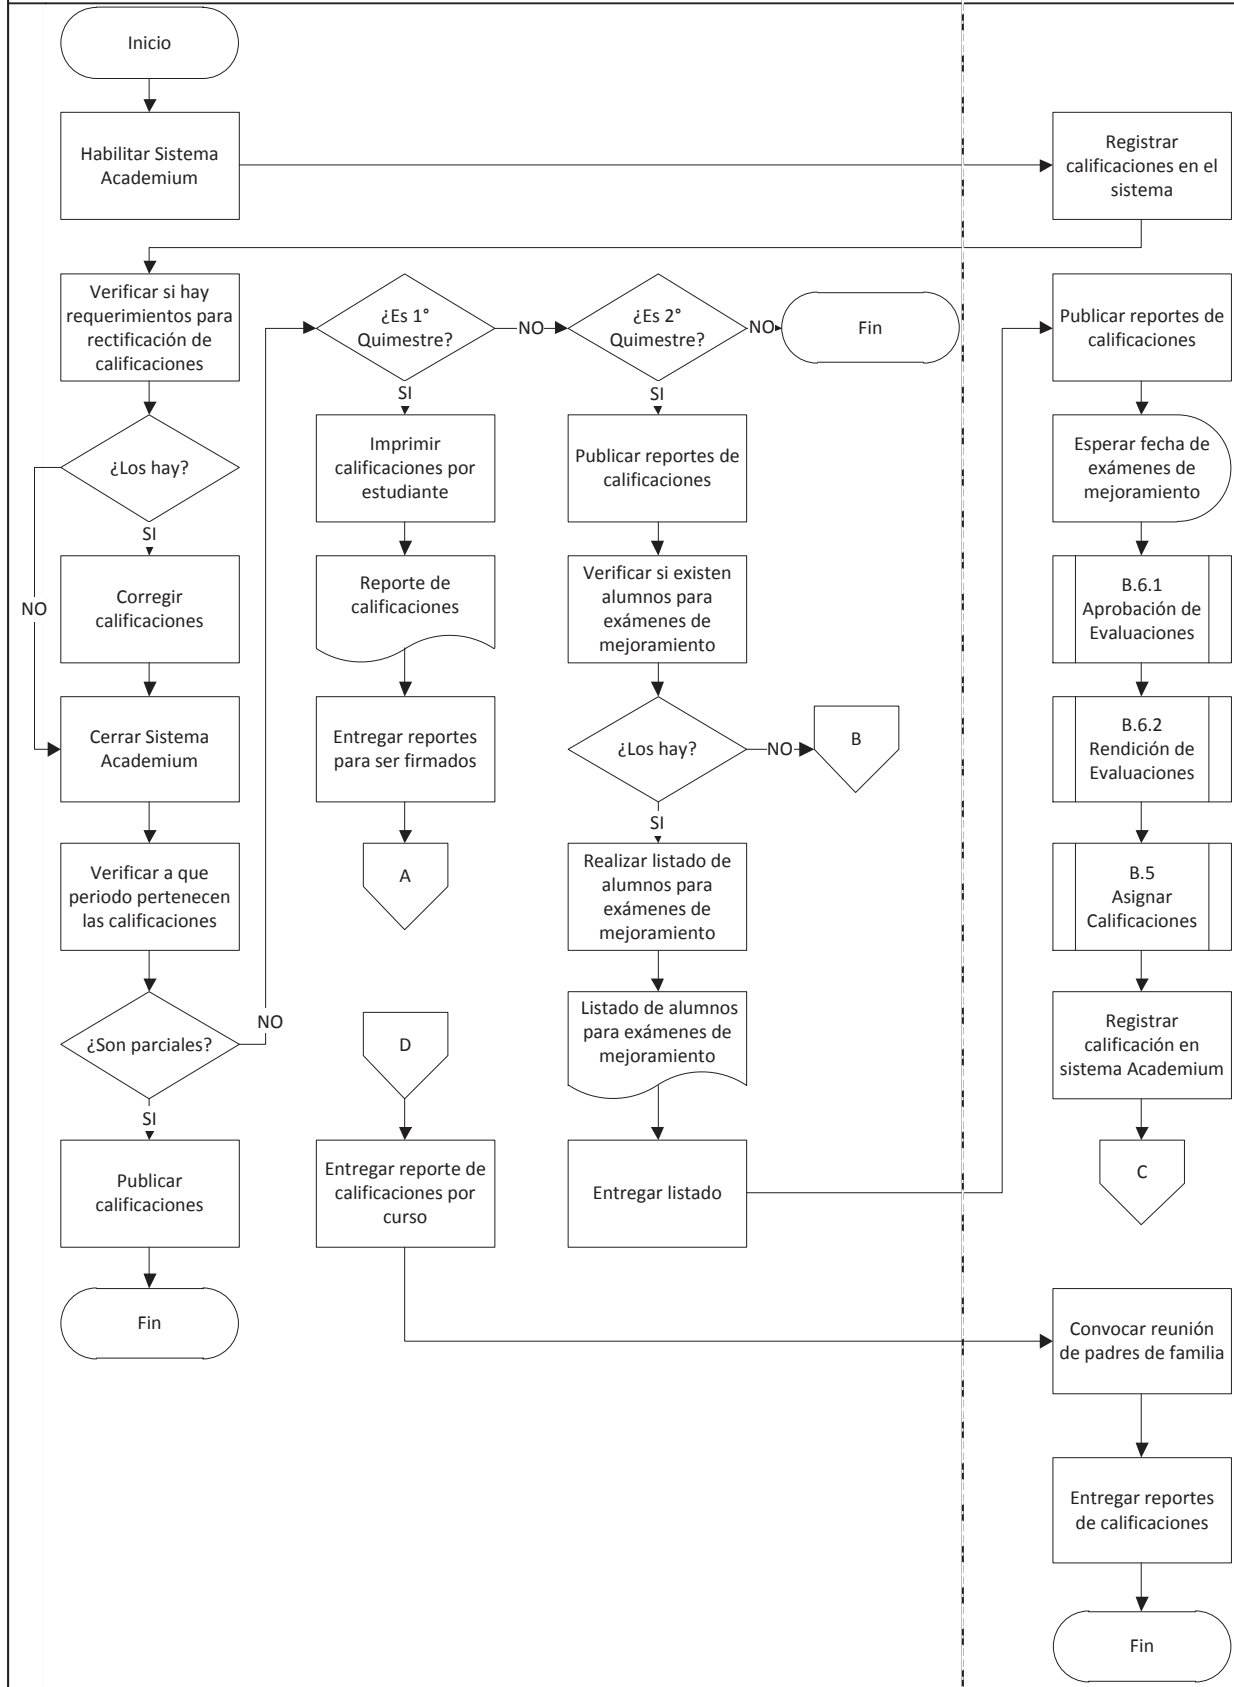 Inicio
Habilitar Sistema
Academium
Registrar
calificaciones en el
sistema
Verificar si hay
requerimientos para
rectificación de
calificaciones
¿Los hay?
SI
NO
Corregir
calificaciones
Cerrar Sistema
Academium
Verificar a que
periodo pertenecen
las calificaciones
¿Son parciales?
NO
SI
Publicar
calificaciones
Fin
¿Es 1°
Quimestre?
NO
SI
Imprimir
calificaciones por
estudiante
Reporte de
calificaciones
Entregar reportes
para ser firmados
A
D
Entregar reporte de
calificaciones por
curso
¿Es 2°
Quimestre?
NO
Fin
SI
Publicar reportes de
calificaciones
Verificar si existen
alumnos para
exámenes de
mejoramiento
¿Los hay?
NO
B
SI
Realizar listado de
alumnos para
exámenes de
mejoramiento
Listado de alumnos
para exámenes de
mejoramiento
Entregar listado
Publicar reportes de
calificaciones
Esperar fecha de
exámenes de
mejoramiento
B.6.1
Aprobación de
Evaluaciones
B.6.2
Rendición de
Evaluaciones
B.5
Asignar
Calificaciones
Registrar
calificación en
sistema Academium
C
Convocar reunión
de padres de familia
Entregar reportes
de calificaciones
Fin